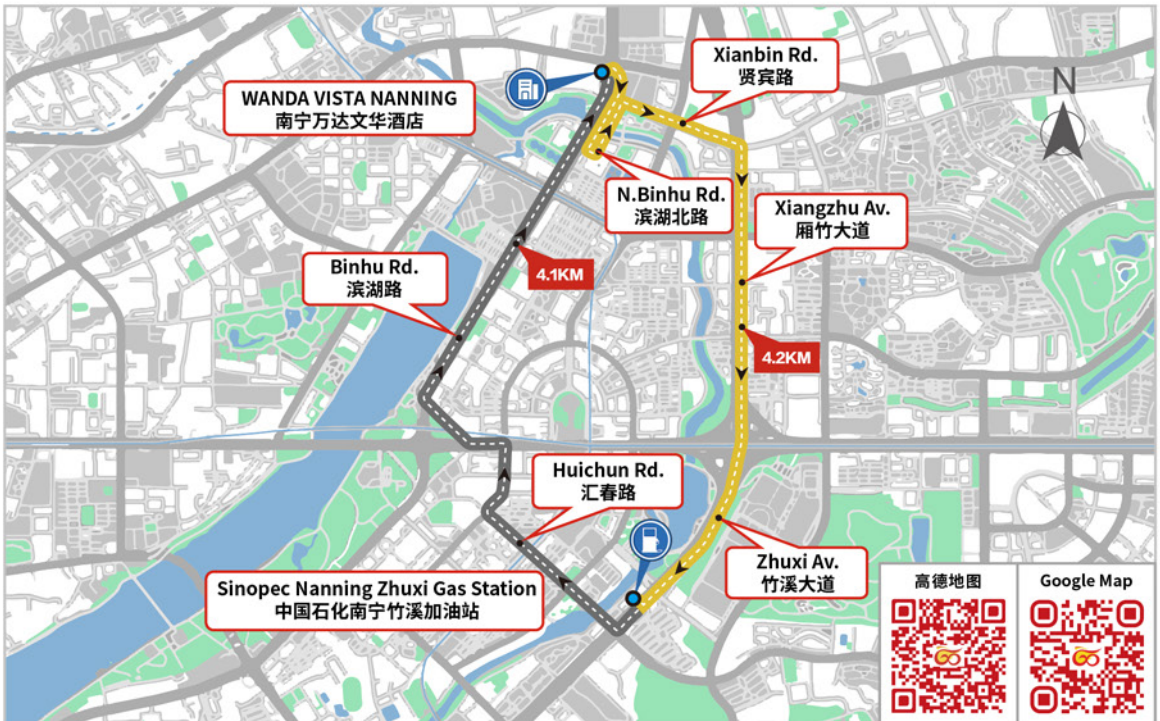 Xianbin Rd.
贤宾路
N
WANDA VISTA NANNING
南宁万达文华酒店
N.Binhu Rd.
滨湖北路
Xiangzhu Av.
厢竹大道
Binhu Rd.
滨湖路
4.1KM
4.2KM
Huichun Rd.
汇春路
Zhuxi Av.
竹溪大道
Sinopec Nanning Zhuxi Gas Station
中国石化南宁竹溪加油站
高德地图
Google Map